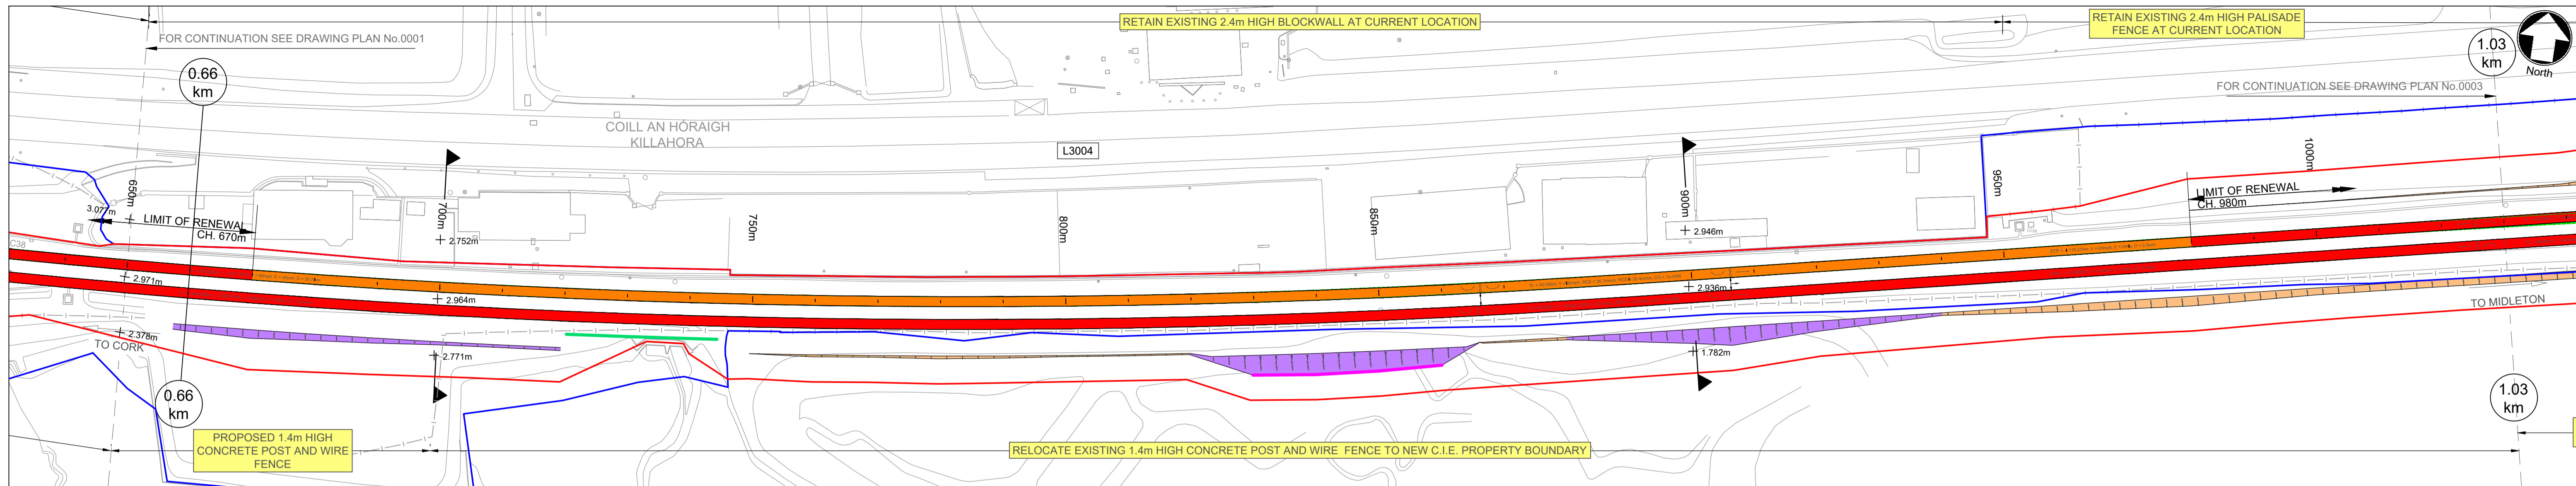 RETAIN EXISTING 2.4m HIGH BLOCKWALL AT CURRENT LOCATION
RETAIN EXISTING 2.4m HIGH PALISADE
FENCE AT CURRENT LOCATION
FOR CONTINUATION SEE DRAWING PLAN No.0001
0.66
km
1.03
km
North
FOR CONTINUATION SEE DRAWING PLAN No.0003
COILL AN HÓRAIGH
KILLAHORA
L3004
650m
700m
750m
800m
850m
900m
950m
1000m
3.077m
LIMIT OF RENEWAL
CH. 670m
LIMIT OF RENEWAL
CH. 980m
2.752m
2.946m
C38
2.971m
2.964m
2.936m
2.378m
TO CORK
2.771m
1.782m
TO MIDLETON
0.66
km
1.03
km
PROPOSED 1.4m HIGH
CONCRETE POST AND WIRE
FENCE
RELOCATE EXISTING 1.4m HIGH CONCRETE POST AND WIRE FENCE TO NEW C.I.E. PROPERTY BOUNDARY